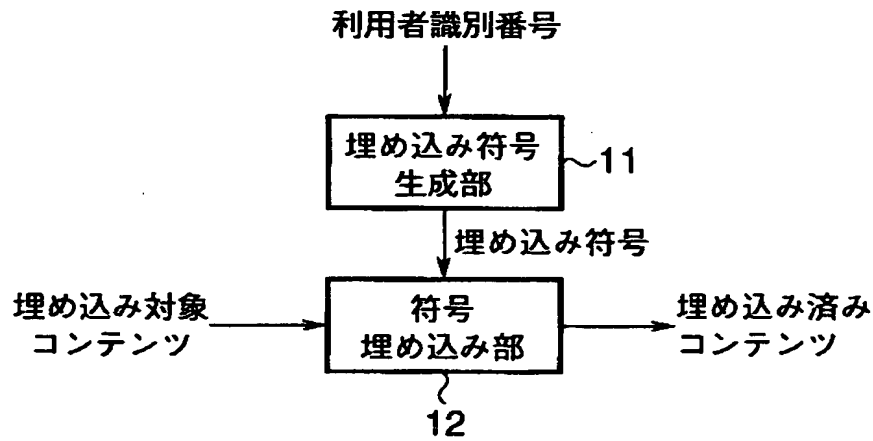 利用者識別番号
埋め込み符号
生成部
11
埋め込み符号
埋め込み対象
コンテンツ
符号
埋め込み部
埋め込み済み
コンテンツ
12